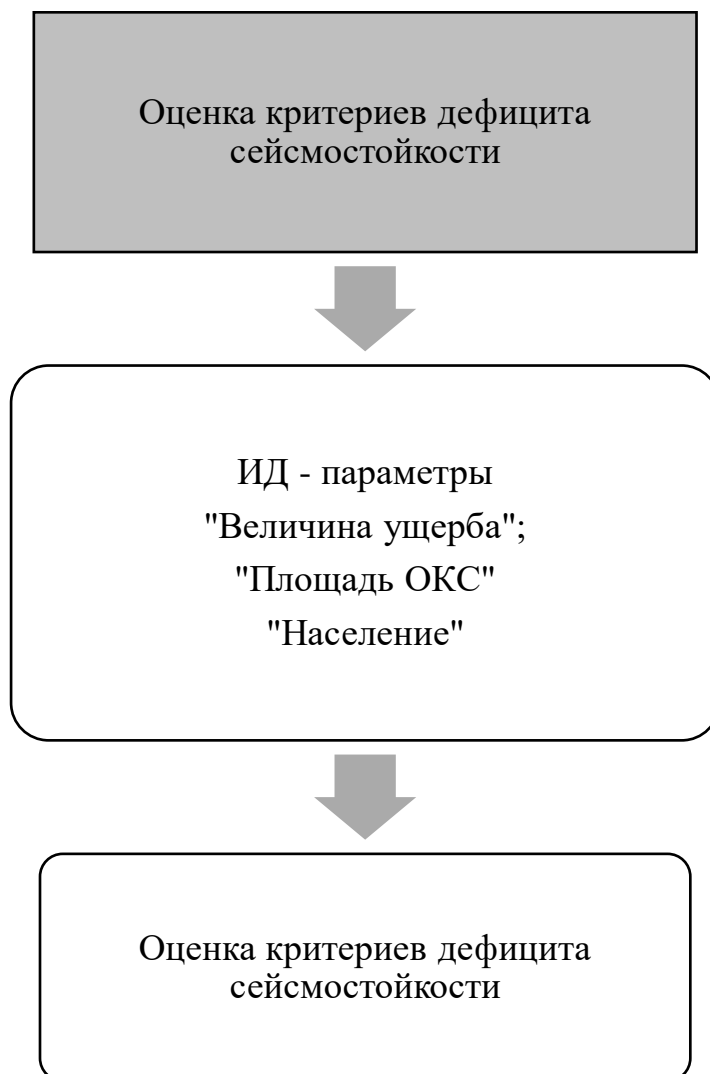 Оценка критериев дефицита
сейсмостойкости
ИД - параметры
"Величина ущерба";
"Площадь ОКС"
"Население"
Оценка критериев дефицита
сейсмостойкости